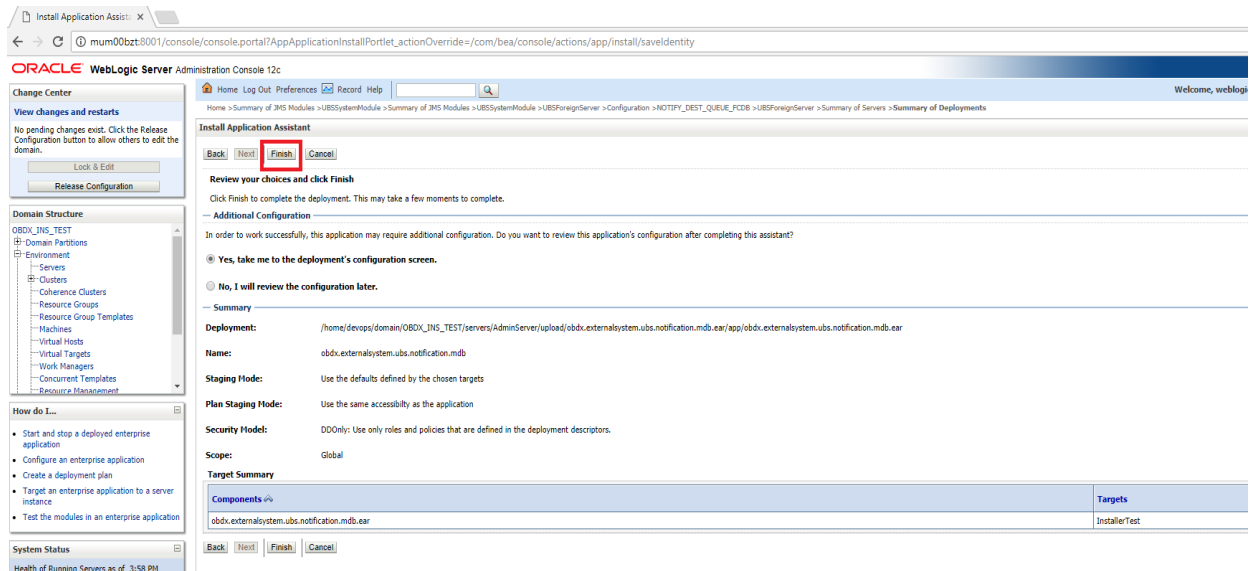 Install Application Assista
mum00bzt:8001/console/console.portal?AppApplicationInstallPortlet_actionOverride=/com/bea/console/actions/app/install/saveIdentity
ORACLE WebLogic Server Administration Console 12c
Change Center
View changes and restarts
No pending changes exist. Click the Release
Configuration button to allow others to edit the
domain.
Lock & Edit
Release Configuration
Domain Structure
OBDX_INS_TEST
Domain Partitions
Environment
Servers
Clusters
Coherence Clusters
Resource Groups
Resource Group Templates
Machines
Virtual Hosts
Virtual Targets
Work Managers
Concurrent Templates
Resource Management
How do I...
Start and stop a deployed enterprise
application
Configure an enterprise application
Create a deployment plan
Target an enterprise application to a server
instance
Test the modules in an enterprise application
System Status
Health of Running Servers as of 3:58 PM
Home Log Out Preferences Record Help
Welcome, weblogi
Home >Summary of JMS Modules >UBSSystemModule >Summary of JMS Modules >UBSSystemModule >UBSForeignServer >Configuration >NOTIFY_DEST_QUEUE_FCDB >UBSForeignServer >Summary of Servers >Summary of Deployments
Install Application Assistant
Back Next Finish Cancel
Review your choices and click Finish
Click Finish to complete the deployment. This may take a few moments to complete.
Additional Configuration
In order to work successfully, this application may require additional configuration. Do you want to review this application's configuration after completing this assistant?
Yes, take me to the deployment's configuration screen.
No, I will review the configuration later.
Summary
Deployment: /home/devops/domain/OBDX_INS_TEST/servers/AdminServer/upload/obdx.externalsystem.ubs.notification.mdb.ear/app/obdx.externalsystem.ubs.notification.mdb.ear
Name: obdx.externalsystem.ubs.notification.mdb
Staging Mode: Use the defaults defined by the chosen targets
Plan Staging Mode: Use the same accessibilty as the application
Security Model: DDOnly: Use only roles and policies that are defined in the deployment descriptors.
Scope: Global
Target Summary
Components Targets
obdx.externalsystem.ubs.notification.mdb.ear InstallerTest
Back Next Finish Cancel